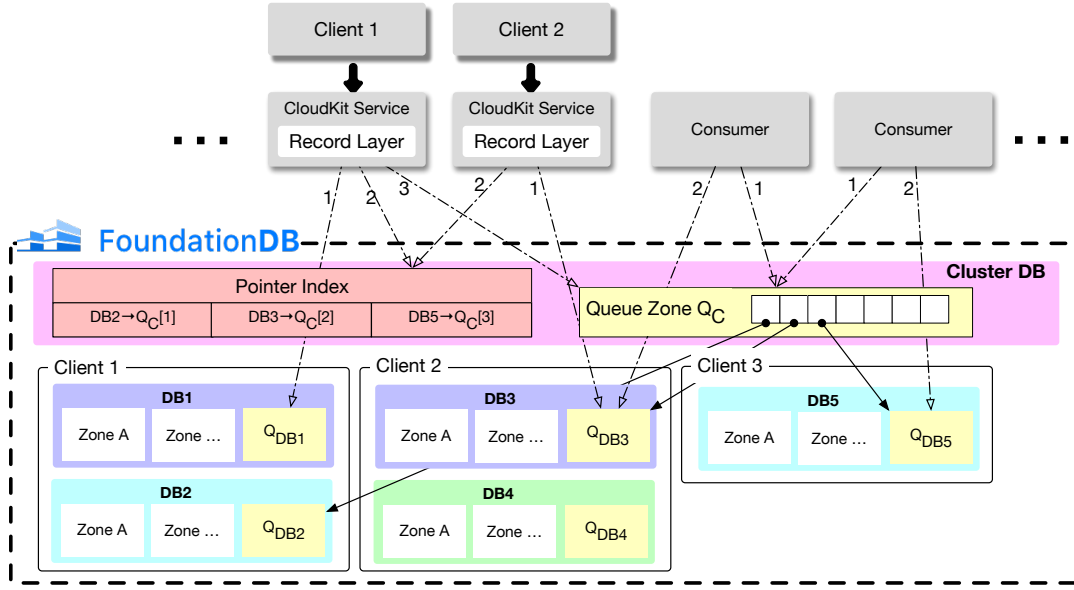 Client 1
Client 2
CloudKit Service
Record Layer
CloudKit Service
Record Layer
Consumer
Consumer
1
2
3
2
1
2
1
1
2
FoundationDB
Cluster DB
Pointer Index
DB2→QC[1]
DB3→QC[2]
DB5→QC[3]
Queue Zone QC
Client 1
DB1
Zone A
Zone ...
QDB1
DB2
Zone A
Zone ...
QDB2
Client 2
DB3
Zone A
Zone ...
QDB3
DB4
Zone A
Zone ...
QDB4
Client 3
DB5
Zone A
Zone ...
QDB5